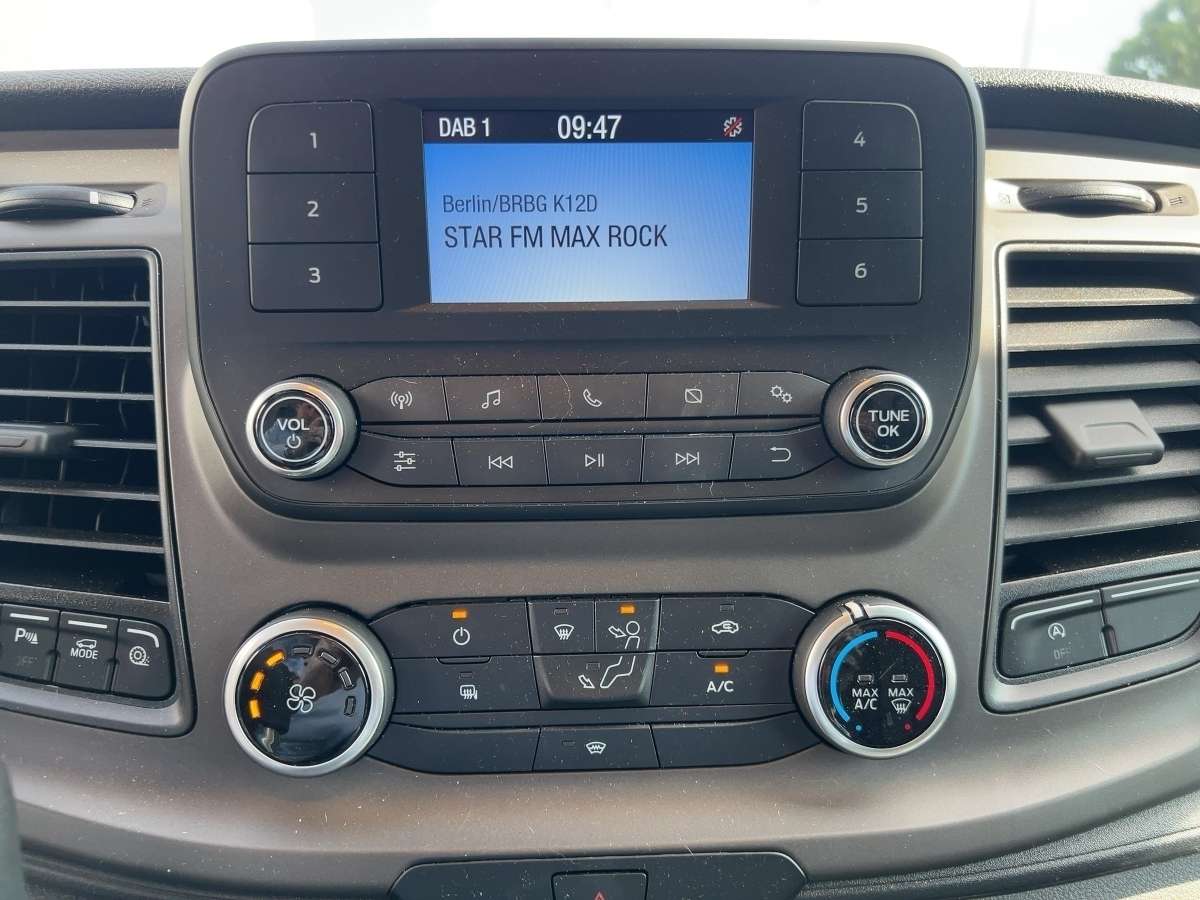 DAB 1 09:47
Berlin/BRBG K12D
STAR FM MAX ROCK
1
2
3
4
5
6
VOL
TUNE
OK
P
OFF
MODE
A/C
MAX
A/C
MAX
A
OFF